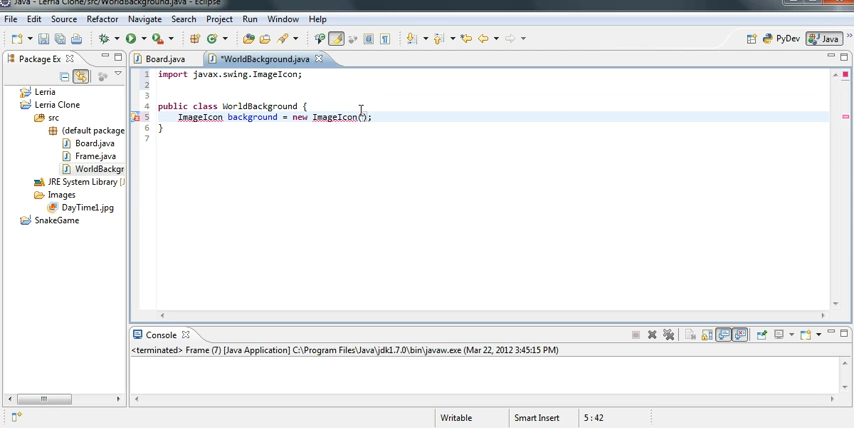 Java - Lerria Clone/src/WorldBackground.java - Eclipse
File Edit Source Refactor Navigate Search Project Run Window Help
PyDev Java
Package Ex
Board.java *WorldBackground.java
Lerria
Lerria Clone
src
(default package
Board.java
Frame.java
WorldBackgr
JRE System Library [J
Images
DayTime1.jpg
SnakeGame
1 import javax.swing.ImageIcon;
2
3
4 public class WorldBackground {
5 ImageIcon background = new ImageIcon();
6 }
7
Console
<terminated> Frame (7) [Java Application] C:\Program Files\Java\jdk1.7.0\bin\javaw.exe (Mar 22, 2012 3:45:15 PM)
Writable Smart Insert 5 : 42